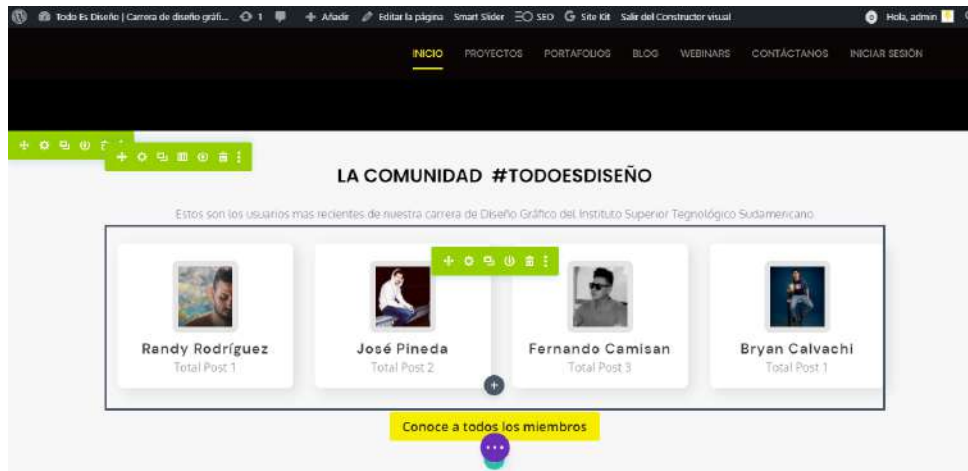 Todo Es Diseño | Carrera de diseño gráfi... 1 Añadir Editar la página Smart Slider SEO Site Kit Salir del Constructor visual Hola, admin
INICIO PROYECTOS PORTAFOLIOS BLOG WEBINARS CONTÁCTANOS INICIAR SESIÓN
LA COMUNIDAD #TODOESDISEÑO
Estos son los usuarios mas recientes de nuestra carrera de Diseño Gráfico del Instituto Superior Tegnológico Sudamericano.
Randy Rodríguez José Pineda Fernando Camisan Bryan Calvachi
Total Post 1 Total Post 2 Total Post 3 Total Post 1
Conoce a todos los miembros